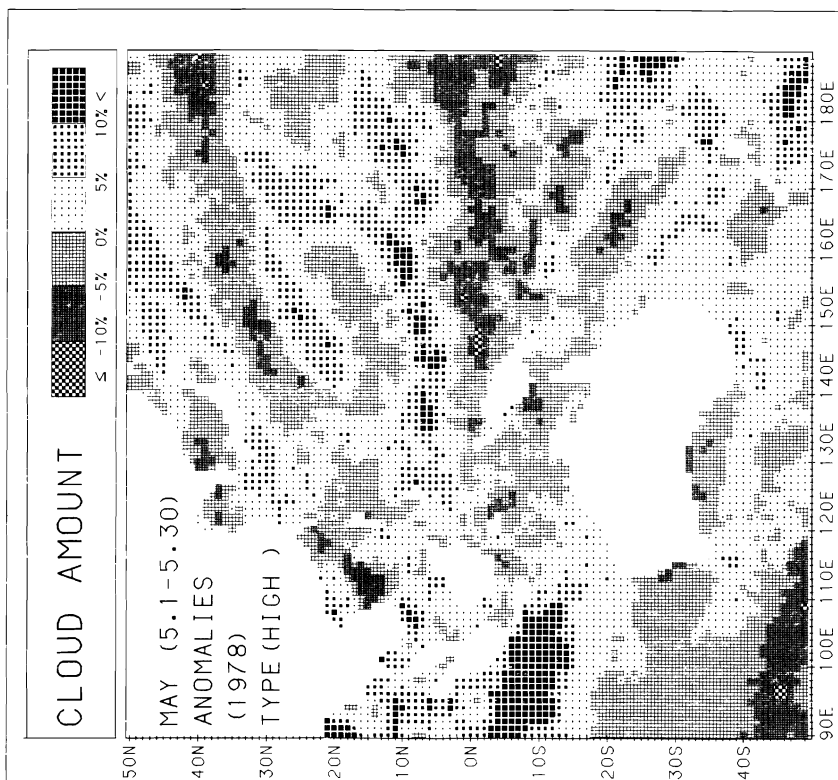 CLOUD AMOUNT
≤ -10% -5% 0% 5% 10% <
MAY (5.1-5.30)
ANOMALIES
(1978)
TYPE (HIGH )
50N
40N
30N
20N
10N
0N
10S
20S
30S
40S
90E 100E 110E 120E 130E 140E 150E 160E 170E 180E